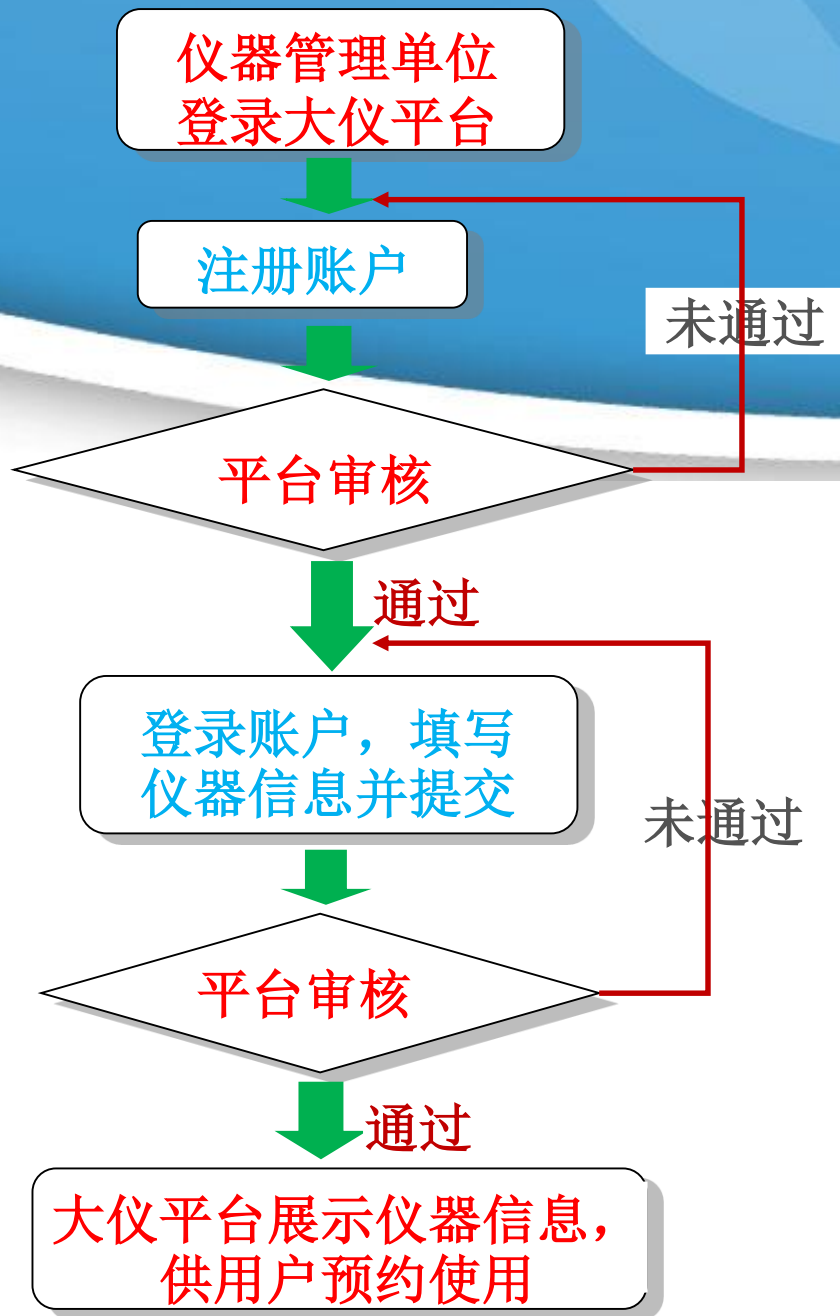 仪器管理单位
登录大仪平台
注册账户
未通过
平台审核
通过
登录账户，填写
仪器信息并提交
未通过
平台审核
通过
大仪平台展示仪器信息，
供用户预约使用